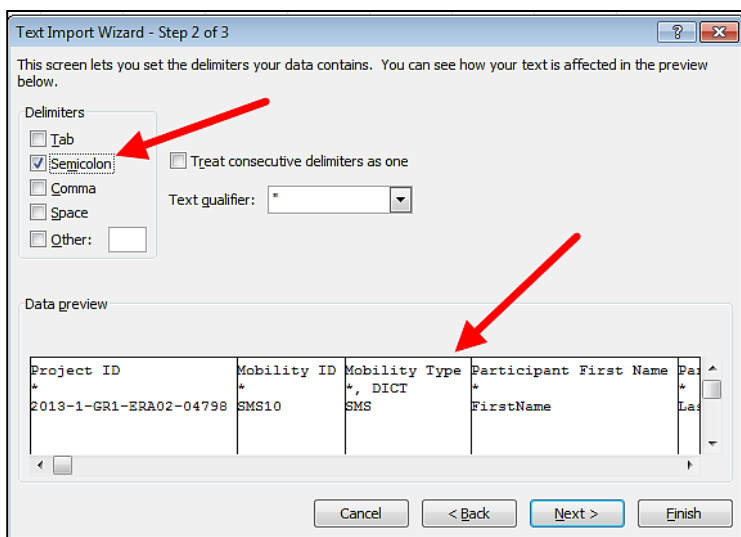 Text Import Wizard - Step 2 of 3
This screen lets you set the delimiters your data contains. You can see how your text is affected in the preview
below.
Delimiters
Tab
Semicolon
Comma
Space
Other:
Treat consecutive delimiters as one
Text qualifier: "
Data preview
Project ID Mobility ID Mobility Type Participant First Name Par
* * *, DICT * *
2013-1-GR1-ERA02-04798 SMS10 SMS FirstName Las
Cancel < Back Next > Finish